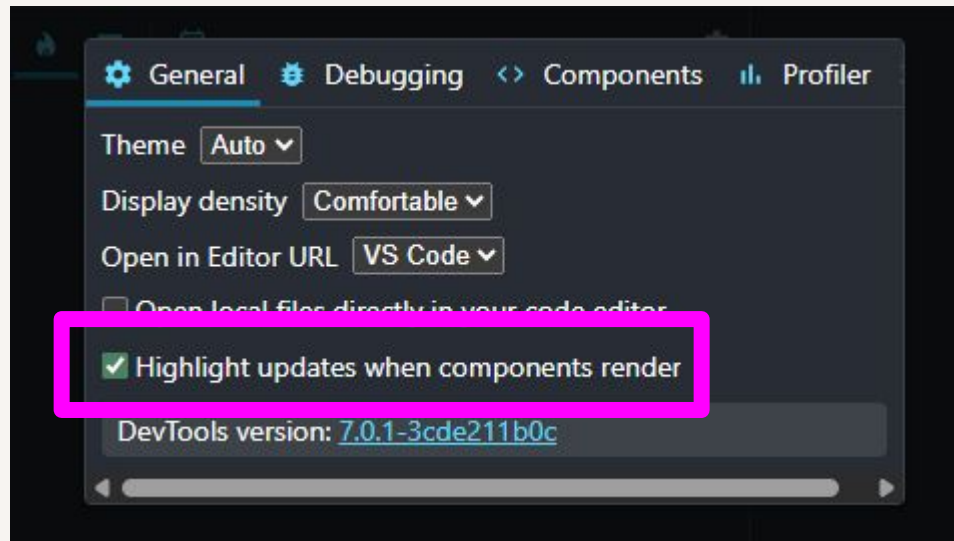 General Debugging <> Components Profiler
Theme Auto
Display density Comfortable
Open in Editor URL VS Code
Open local files directly in your code editor
Highlight updates when components render
DevTools version: 7.0.1-3cde211b0c